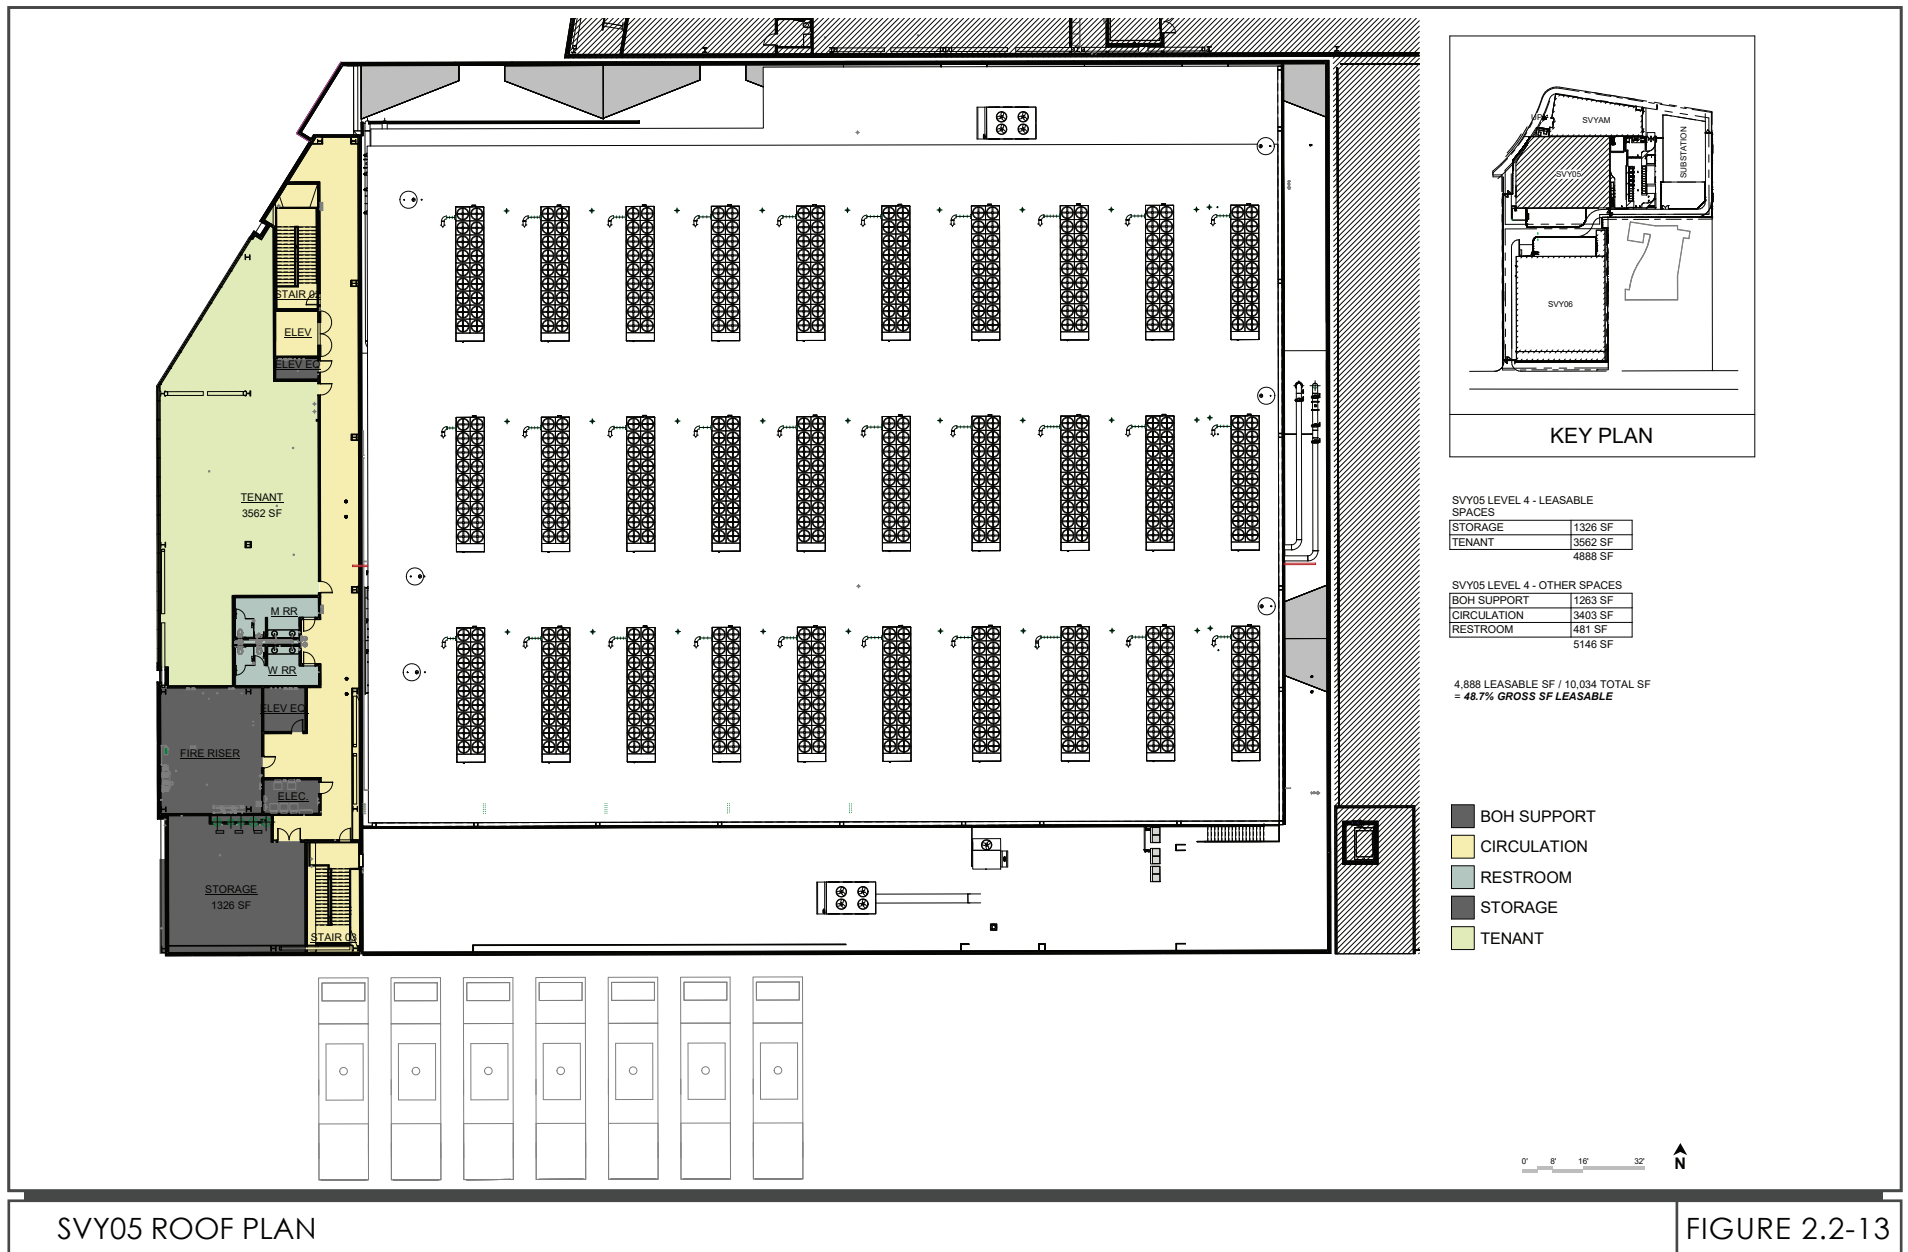 SVYAM
SUBSTATION
SVY05
SVY06
KEY PLAN
STAIR 02
ELEV
ELEV EQ
TENANT
3562 SF
M RR
W RR
ELEV EQ
FIRE RISER
ELEC.
STORAGE
1326 SF
STAIR 03
SVY05 LEVEL 4 - LEASABLE
SPACES
STORAGE 1326 SF
TENANT 3562 SF
4888 SF
SVY05 LEVEL 4 - OTHER SPACES
BOH SUPPORT 1263 SF
CIRCULATION 3403 SF
RESTROOM 481 SF
5146 SF
4,888 LEASABLE SF / 10,034 TOTAL SF
= 48.7% GROSS SF LEASABLE
BOH SUPPORT
CIRCULATION
RESTROOM
STORAGE
TENANT
0' 8' 16' 32'
N
SVY05 ROOF PLAN
FIGURE 2.2-13